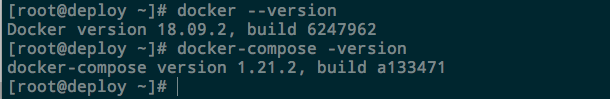 [root@deploy ~]# docker --version
Docker version 18.09.2, build 6247962
[root@deploy ~]# docker-compose -version
docker-compose version 1.21.2, build a133471
[root@deploy ~]#